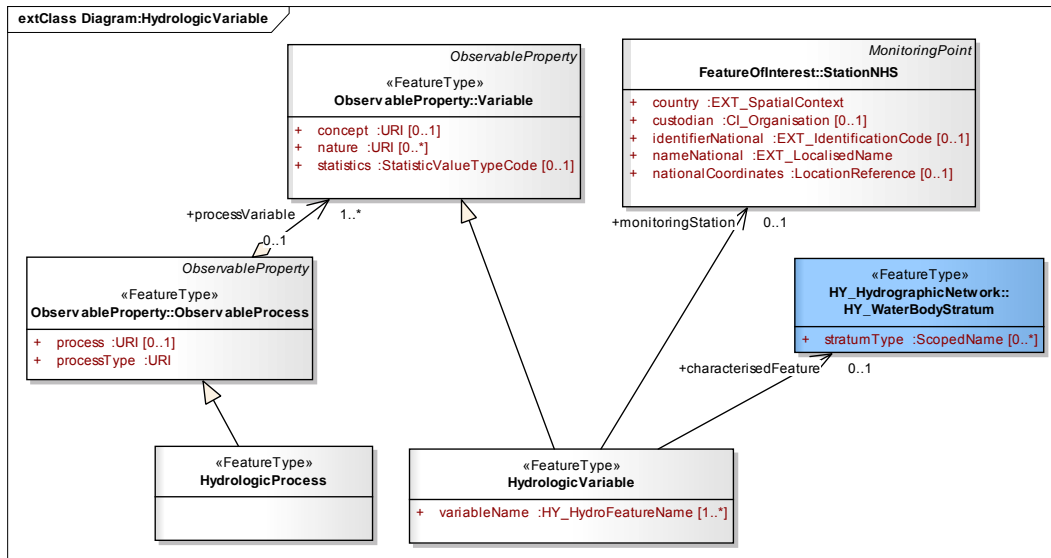 extClass Diagram:HydrologicVariable
ObservableProperty
«FeatureType»
ObservableProperty::Variable
+ concept :URI [0..1]
+ nature :URI [0..*]
+ statistics :StatisticValueTypeCode [0..1]
MonitoringPoint
FeatureOfInterest::StationNHS
+ country :EXT_SpatialContext
+ custodian :CI_Organisation [0..1]
+ identifierNational :EXT_IdentificationCode [0..1]
+ nameNational :EXT_LocalisedName
+ nationalCoordinates :LocationReference [0..1]
+processVariable
1..*
0..1
+monitoringStation
0..1
ObservableProperty
«FeatureType»
ObservableProperty::ObservableProcess
+ process :URI [0..1]
+ processType :URI
«FeatureType»
HY_HydrographicNetwork::
HY_WaterBodyStratum
+ stratumType :ScopedName [0..*]
+characterisedFeature
0..1
«FeatureType»
HydrologicProcess
«FeatureType»
HydrologicVariable
+ variableName :HY_HydroFeatureName [1..*]